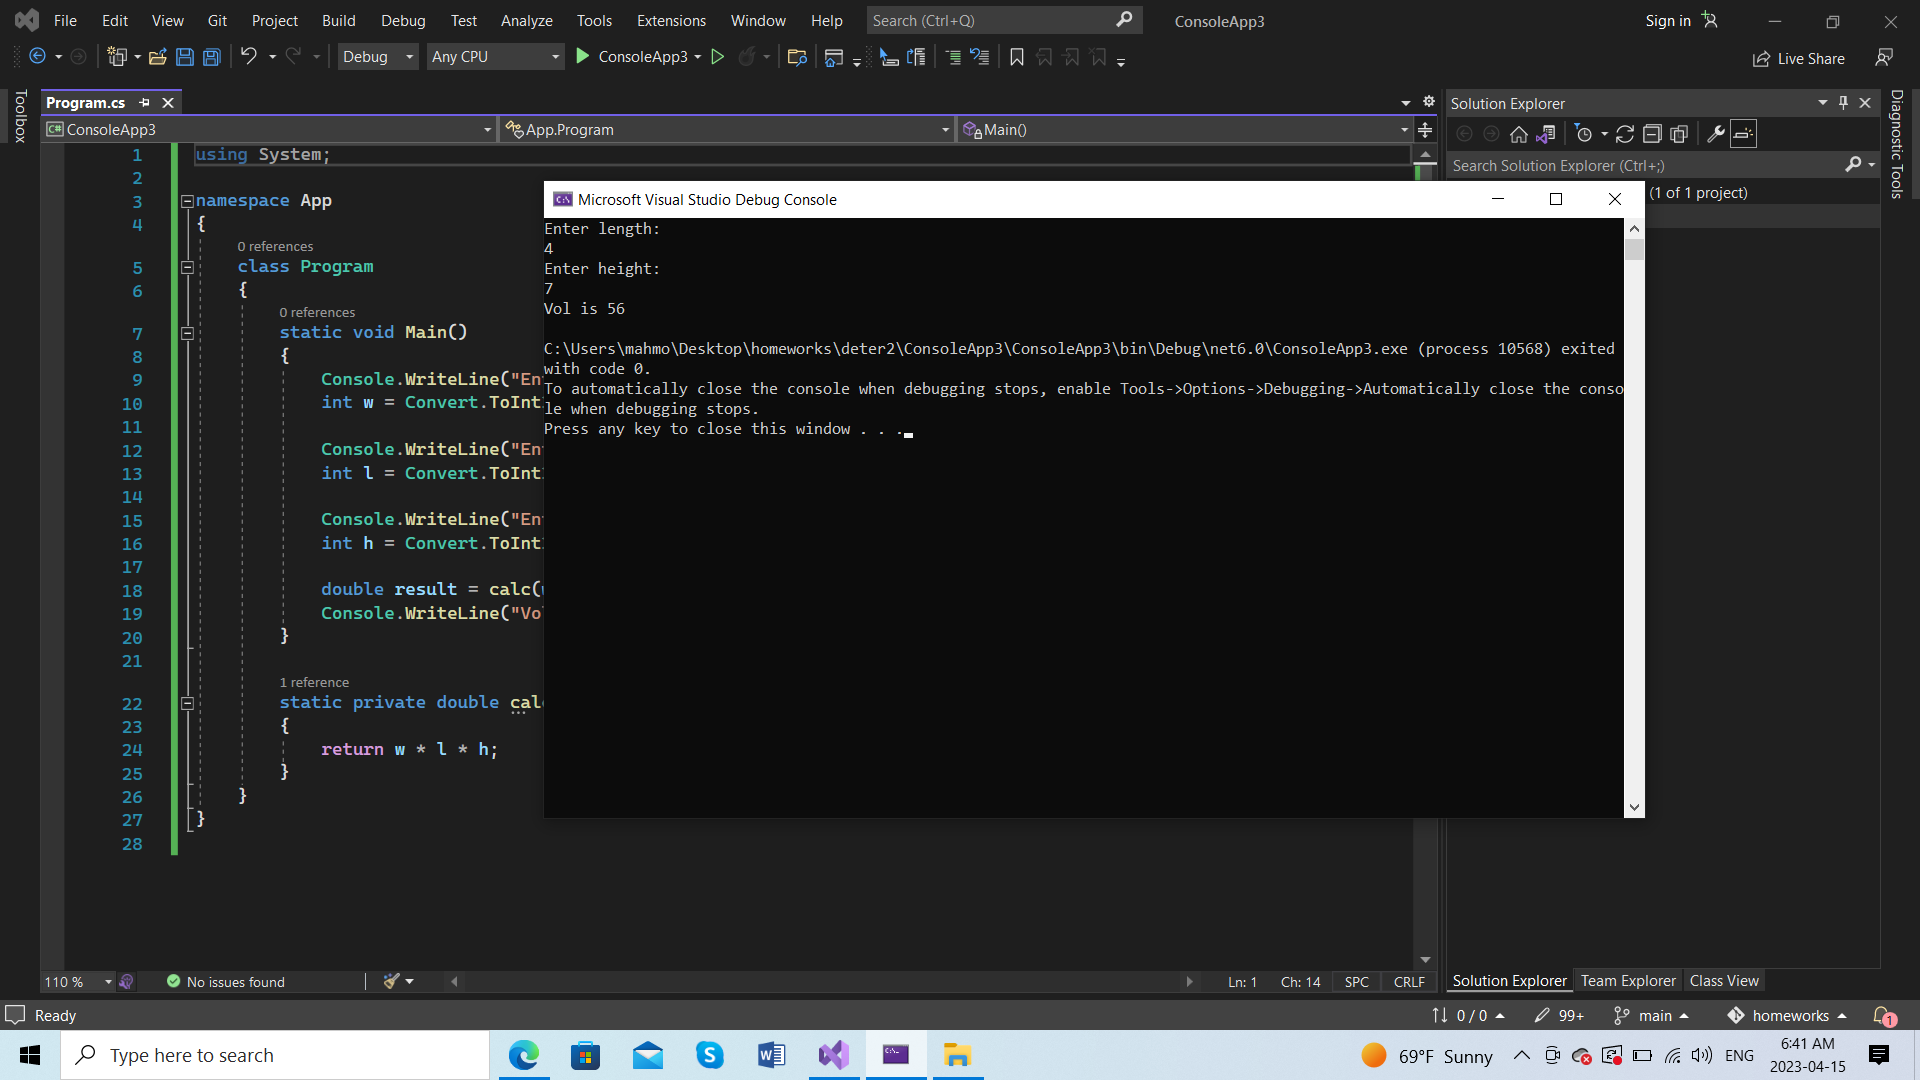 File Edit View Git Project Build Debug Test Analyze Tools Extensions Window Help Search (Ctrl+Q) ConsoleApp3 Sign in
Debug Any CPU ConsoleApp3 Live Share
Toolbox
Program.cs
ConsoleApp3 App.Program Main()
1 using System;
2
3 namespace App
4 {
0 references
5 class Program
6 {
0 references
7 static void Main()
8 {
9 Console.WriteLine("En
10 int w = Convert.ToInt
11
12 Console.WriteLine("En
13 int l = Convert.ToInt
14
15 Console.WriteLine("En
16 int h = Convert.ToInt
17
18 double result = calc(
19 Console.WriteLine("Vo
20 }
21
1 reference
22 static private double calc
23 {
24 return w * l * h;
25 }
26 }
27 }
28
Microsoft Visual Studio Debug Console
Enter length:
4
Enter height:
7
Vol is 56
C:\Users\mahmo\Desktop\homeworks\deter2\ConsoleApp3\ConsoleApp3\bin\Debug\net6.0\ConsoleApp3.exe (process 10568) exited
with code 0.
To automatically close the console when debugging stops, enable Tools->Options->Debugging->Automatically close the conso
le when debugging stops.
Press any key to close this window . . .
Solution Explorer
Search Solution Explorer (Ctrl+;)
(1 of 1 project)
Diagnostic Tools
110 % No issues found Ln: 1 Ch: 14 SPC CRLF
Solution Explorer Team Explorer Class View
Ready 0 / 0 99+ main homeworks 1
Type here to search 69°F Sunny ENG 6:41 AM
2023-04-15